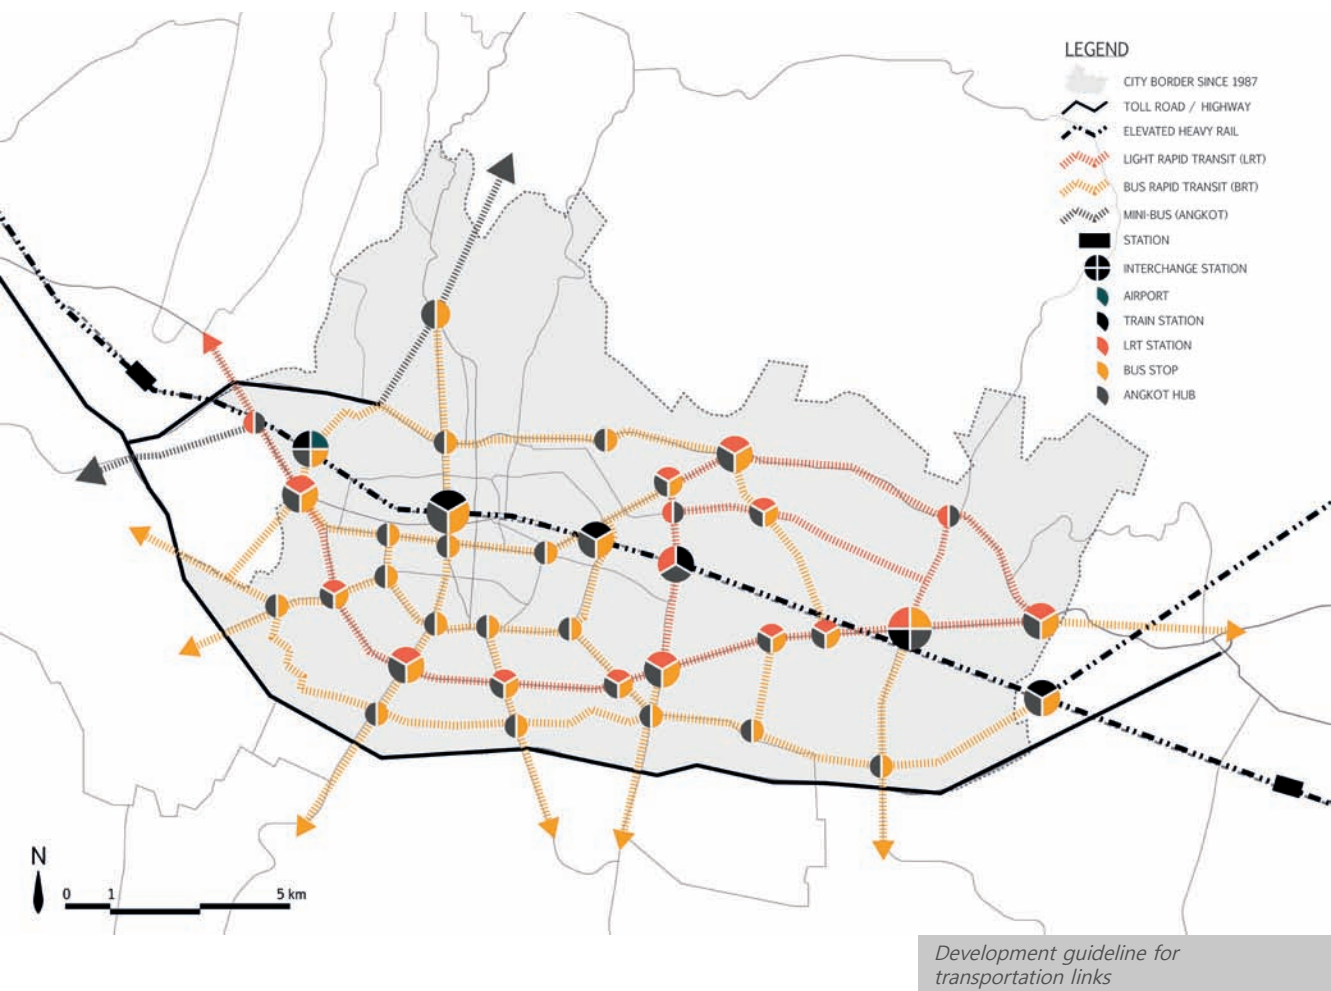 LEGEND
CITY BORDER SINCE 1987
TOLL ROAD / HIGHWAY
ELEVATED HEAVY RAIL
LIGHT RAPID TRANSIT (LRT)
BUS RAPID TRANSIT (BRT)
MINI-BUS (ANGKOT)
STATION
INTERCHANGE STATION
AIRPORT
TRAIN STATION
LRT STATION
BUS STOP
ANGKOT HUB
N
0 1 5 km
Development guideline for
transportation links